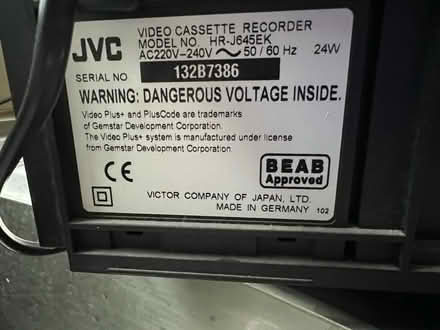 JVC
VIDEO CASSETTE RECORDER
MODEL NO. HR-J645EK
AC220V-240V 50/60 Hz 24W
SERIAL NO 132B7386
WARNING: DANGEROUS VOLTAGE INSIDE.
Video Plus+ and PlusCode are trademarks
of Gemstar Development Corporation.
The Video Plus+ system is manufactured under license
from Gemstar Development Corporation.
CE
BEAB
Approved
VICTOR COMPANY OF JAPAN, LTD.
MADE IN GERMANY 102